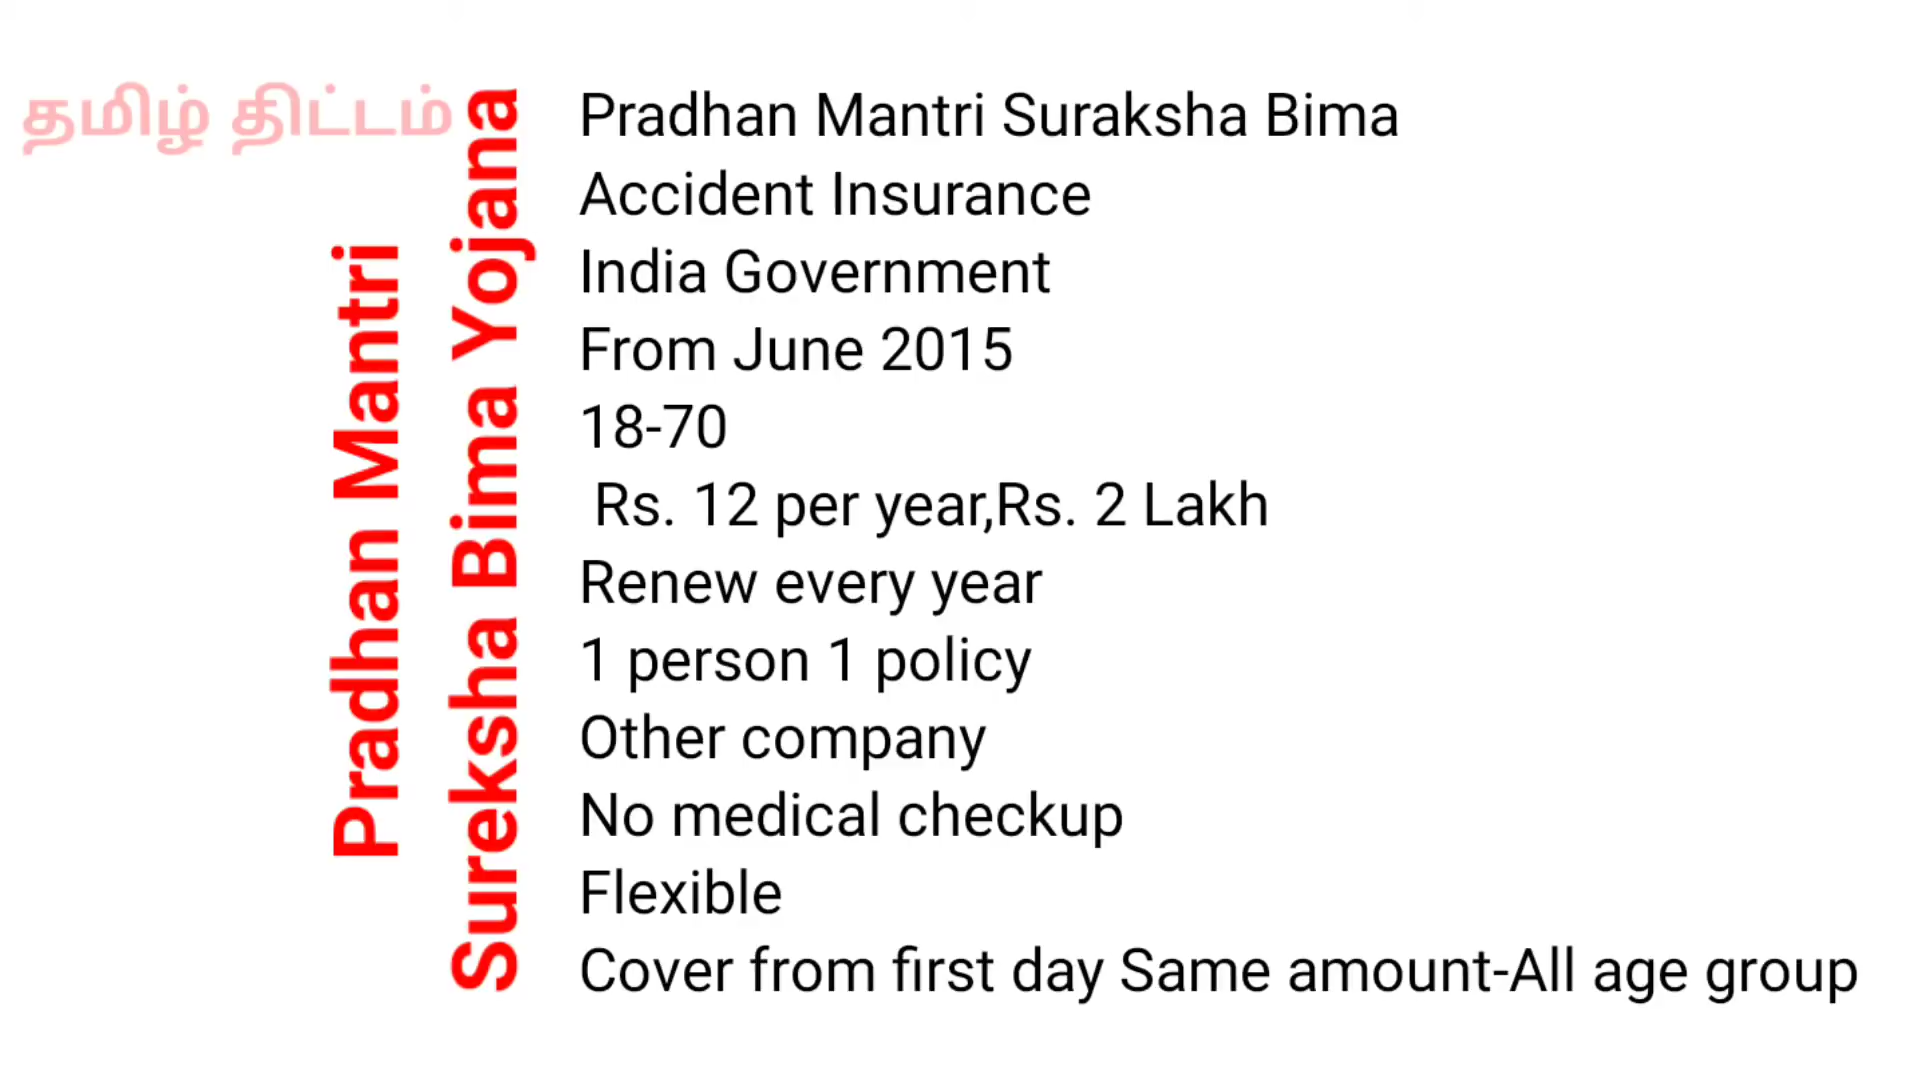 தமிழ் திட்டம்
Pradhan Mantri
Sureksha Bima Yojana
Pradhan Mantri Suraksha Bima
Accident Insurance
India Government
From June 2015
18-70
Rs. 12 per year,Rs. 2 Lakh
Renew every year
1 person 1 policy
Other company
No medical checkup
Flexible
Cover from first day Same amount-All age group